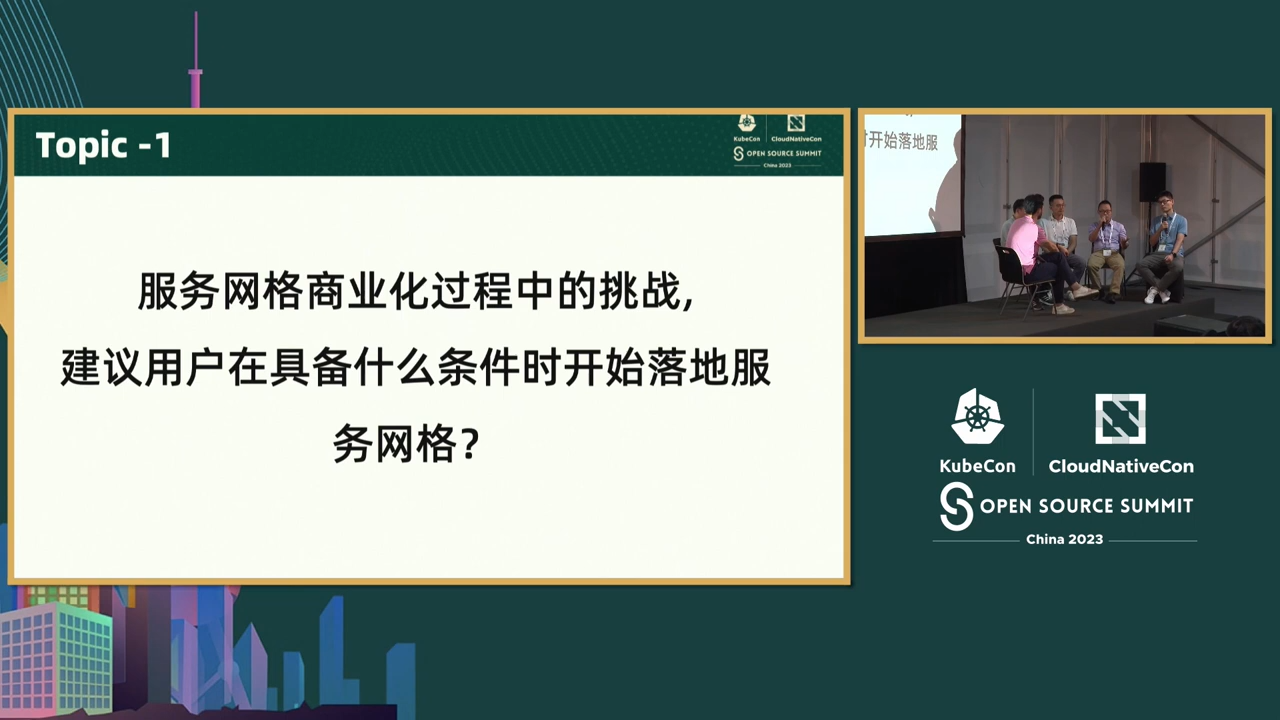 Topic -1
KubeCon
CloudNativeCon
OPEN SOURCE SUMMIT
China 2023
服务网格商业化过程中的挑战,
建议用户在具备什么条件时开始落地服
务网格?
时开始落地服
KubeCon
CloudNativeCon
OPEN SOURCE SUMMIT
China 2023